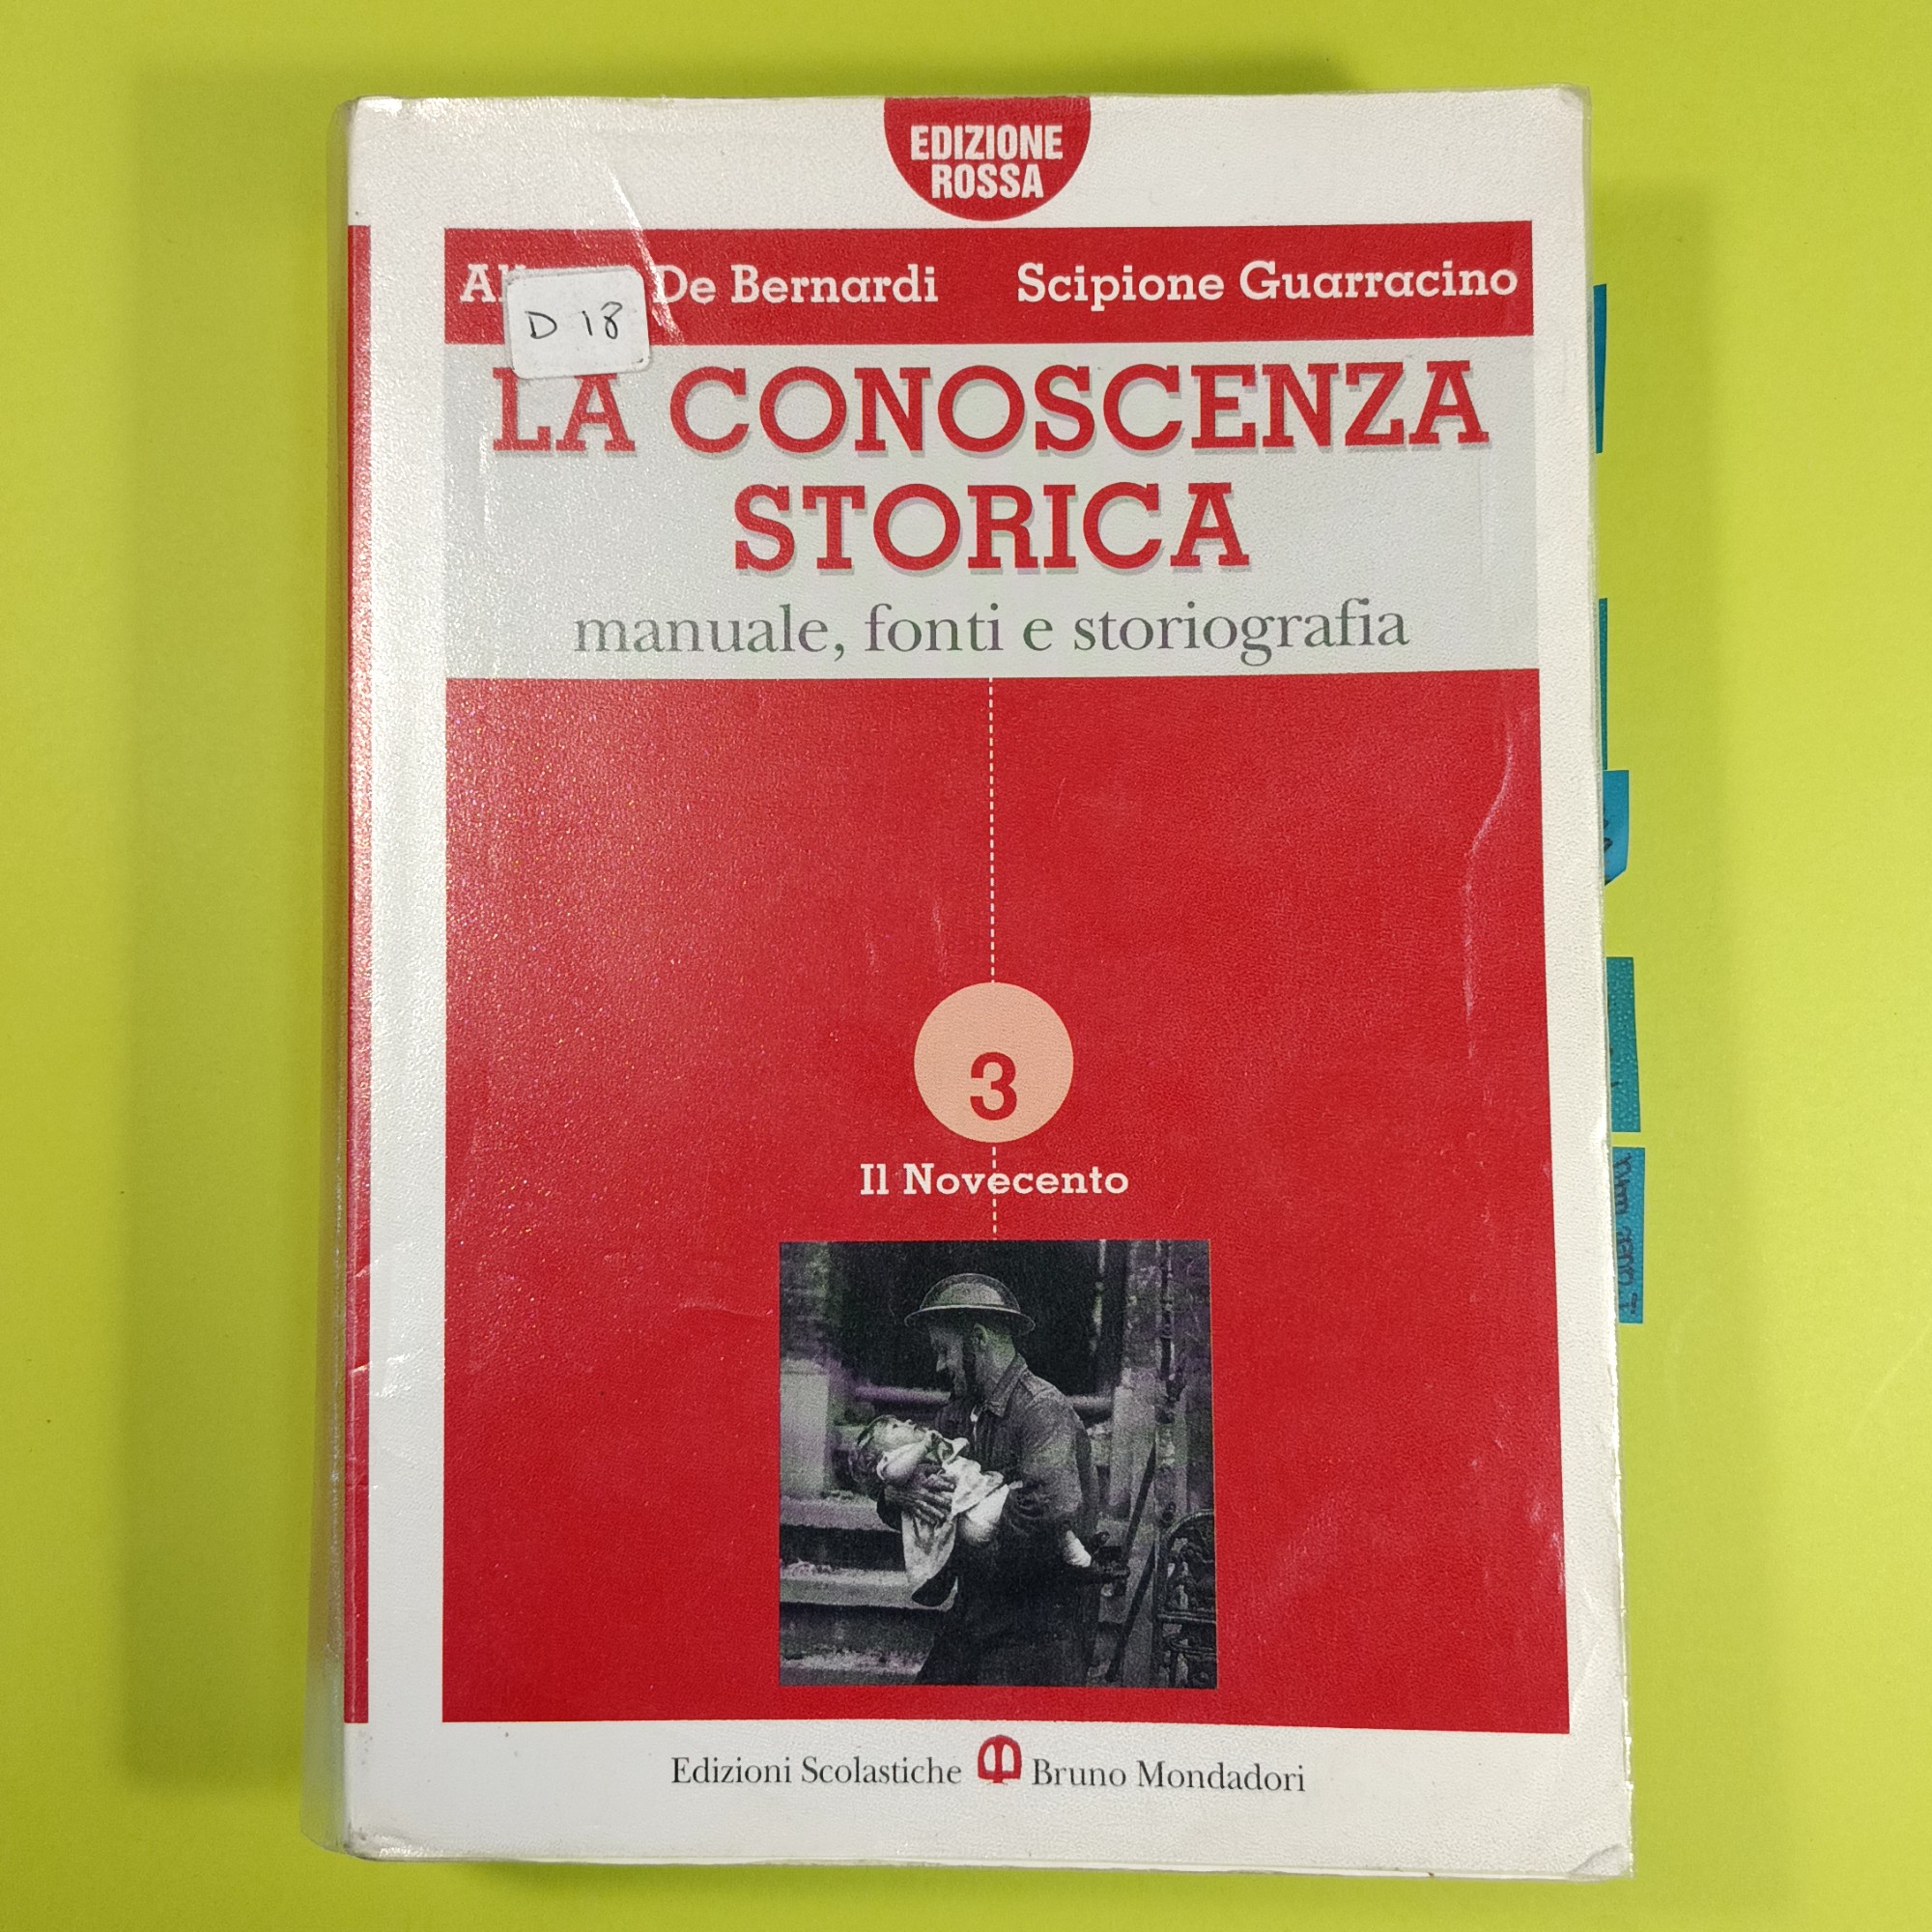 EDIZIONE
ROSSA
De Bernardi Scipione Guarracino
D 18
LA CONOSCENZA
STORICA
manuale, fonti e storiografia
3
Il Novecento
Edizioni Scolastiche Bruno Mondadori